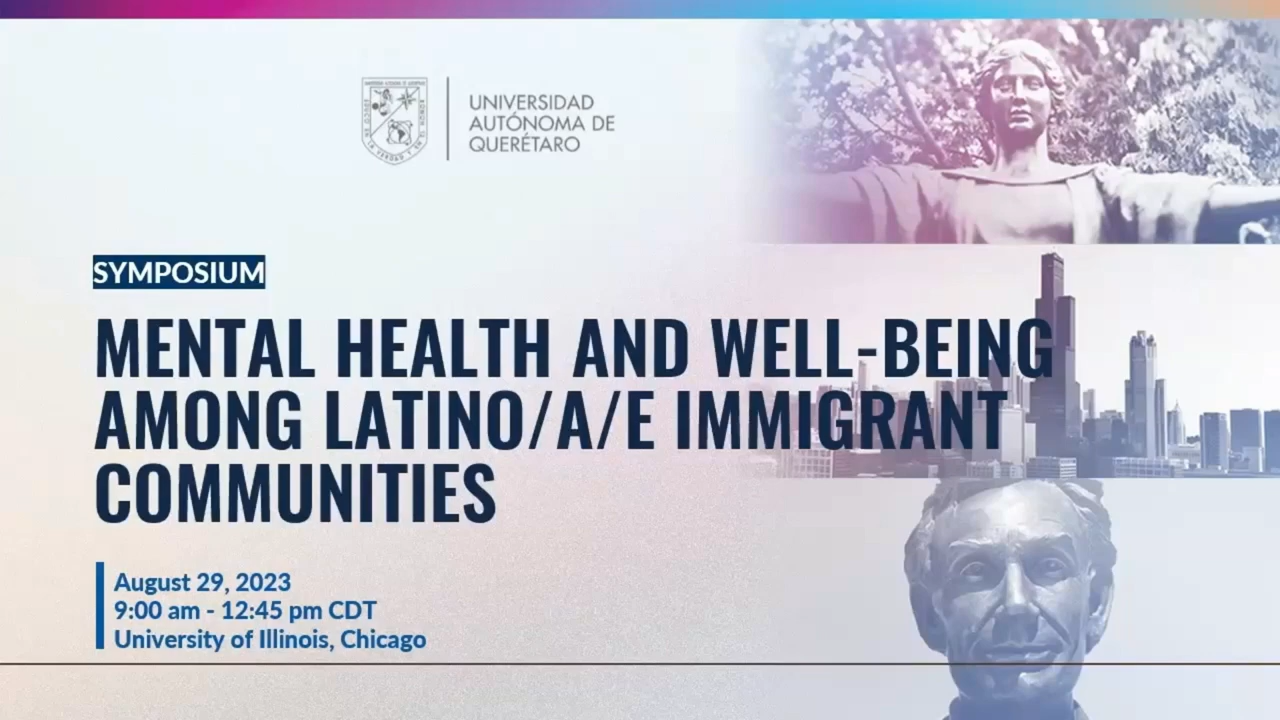 UNIVERSIDAD
AUTÓNOMA DE
QUERÉTARO
SYMPOSIUM
MENTAL HEALTH AND WELL-BEING
AMONG LATINO/A/E IMMIGRANT
COMMUNITIES
August 29, 2023
9:00 am - 12:45 pm CDT
University of Illinois, Chicago